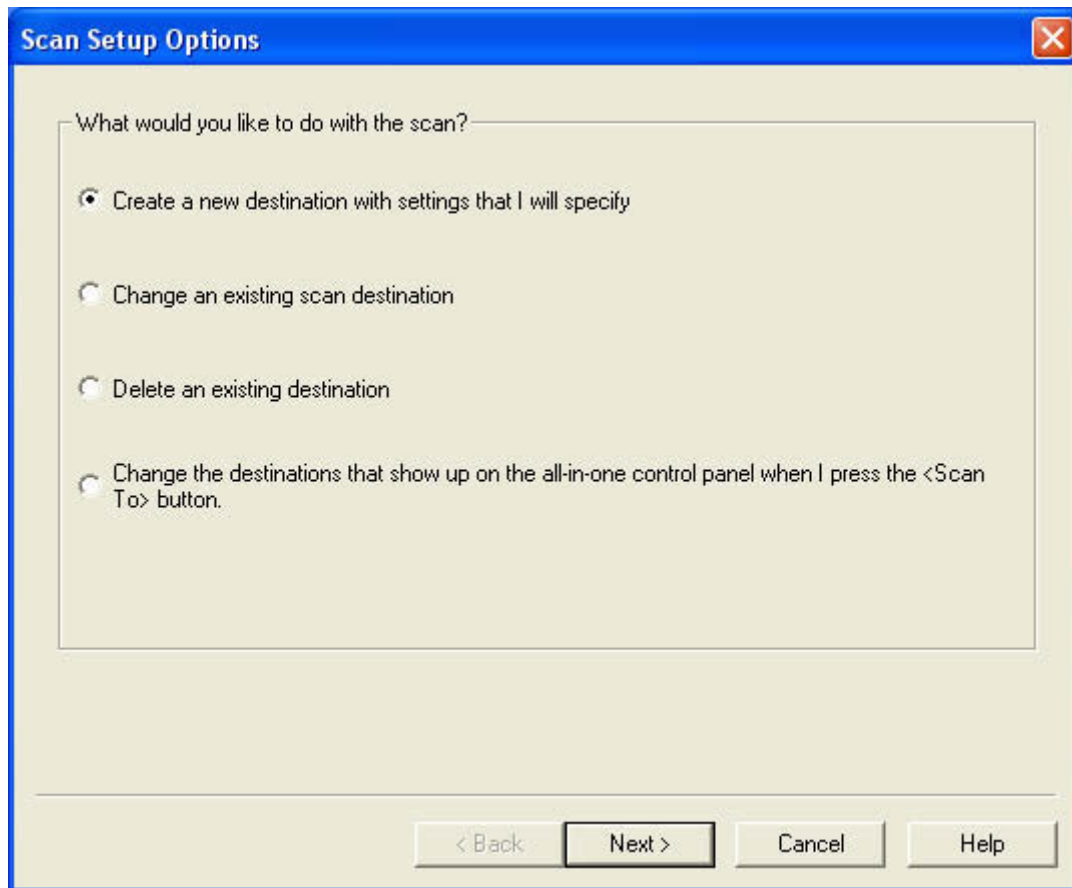 Scan Setup Options
What would you like to do with the scan?
Create a new destination with settings that I will specify
Change an existing scan destination
Delete an existing destination
Change the destinations that show up on the all-in-one control panel when I press the <Scan
To> button.
< Back
Next >
Cancel
Help